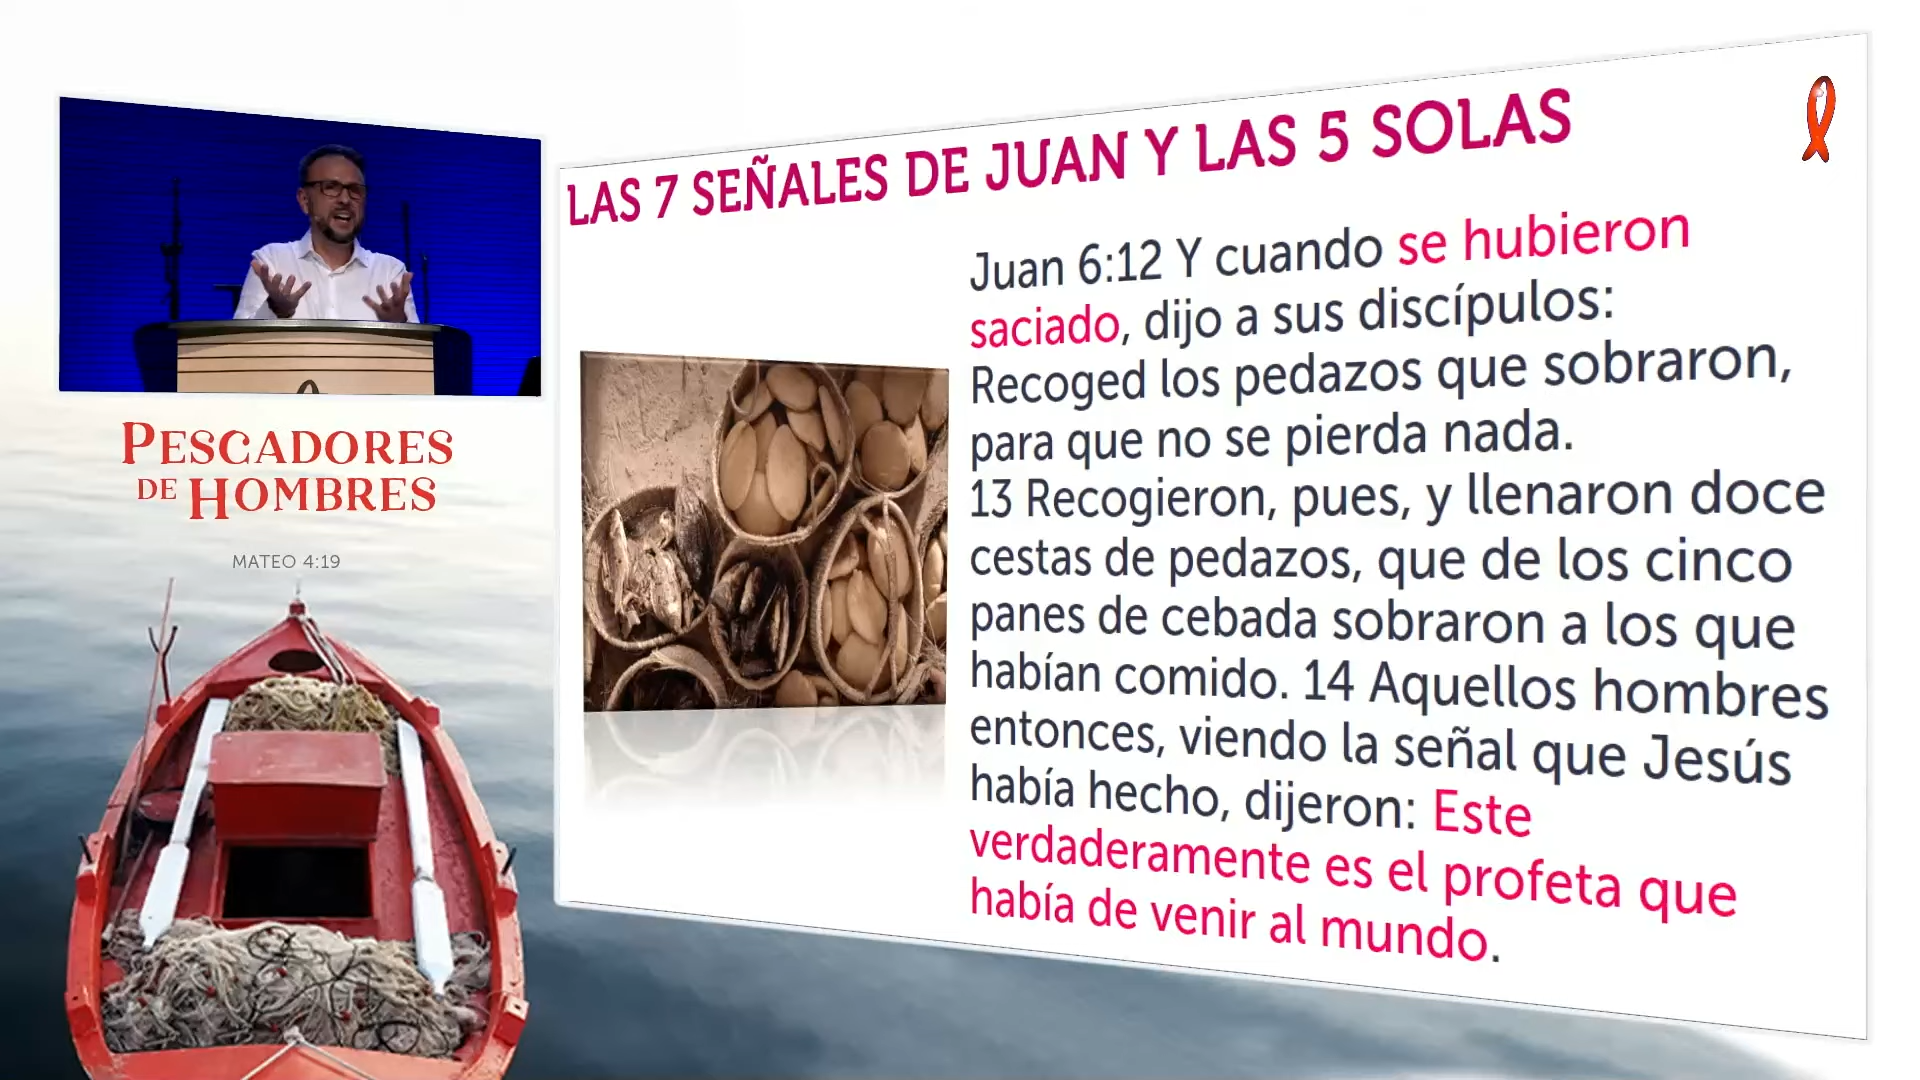 LAS 7 SEÑALES DE JUAN Y LAS 5 SOLAS
Juan 6:12 Y cuando se hubieron
saciado, dijo a sus discípulos:
Recoged los pedazos que sobraron,
para que no se pierda nada.
13 Recogieron, pues, y llenaron doce
cestas de pedazos, que de los cinco
panes de cebada sobraron a los que
habían comido. 14 Aquellos hombres
entonces, viendo la señal que Jesús
había hecho, dijeron: Este
verdaderamente es el profeta que
había de venir al mundo.
PESCADORES
DE HOMBRES
MATEO 4:19